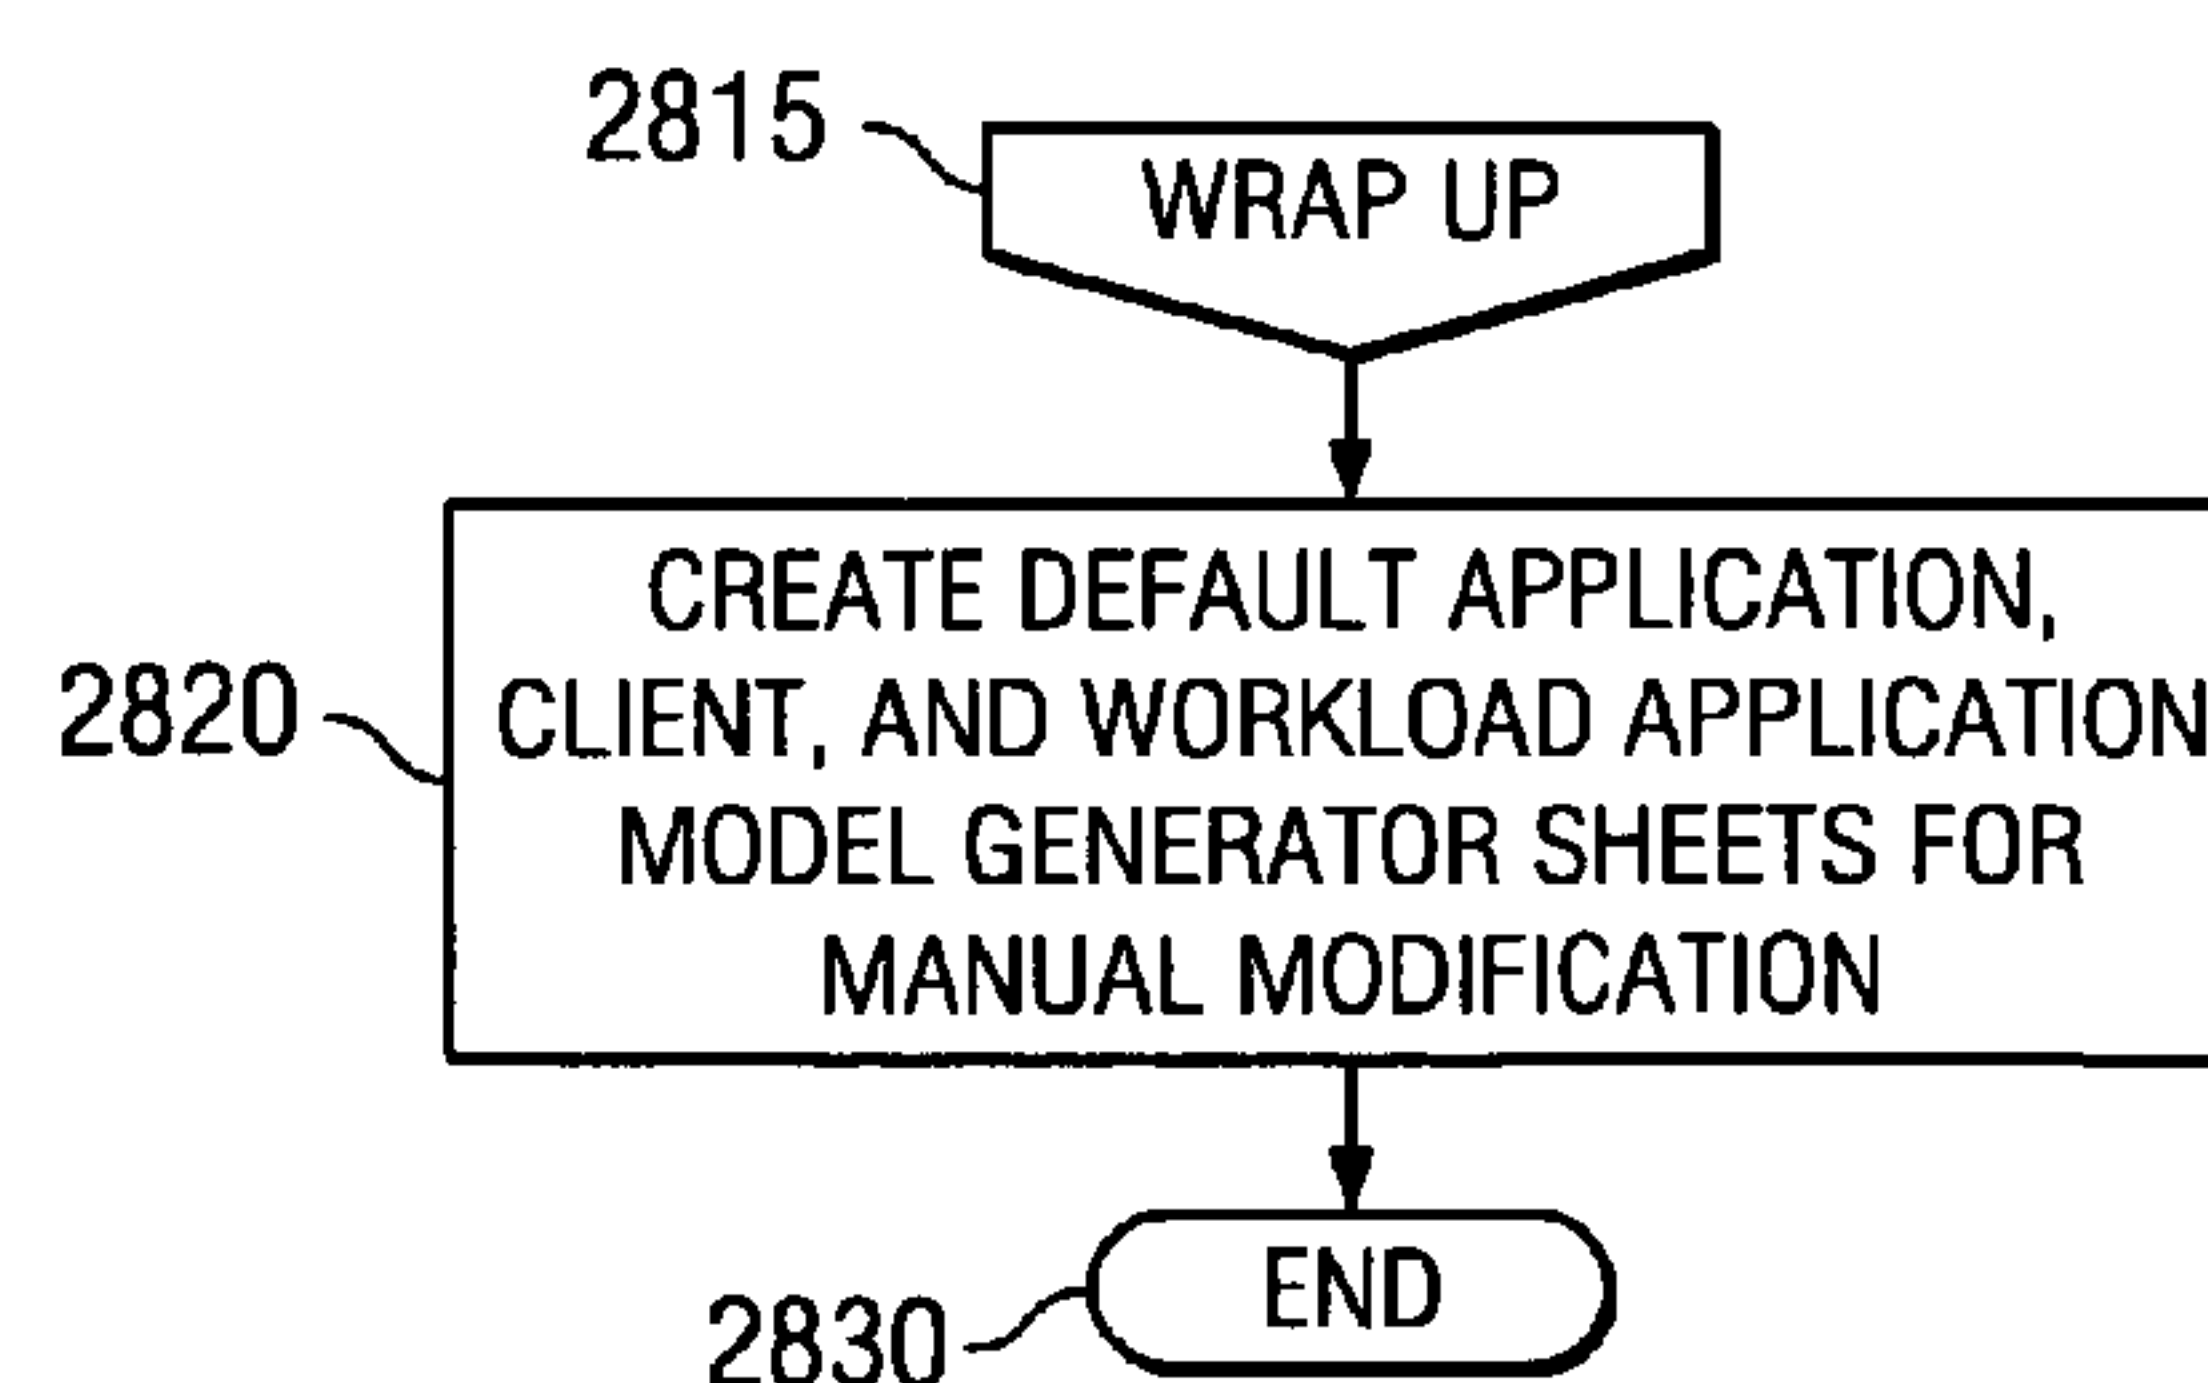 2815
WRAP UP
CREATE DEFAULT APPLICATION,
2820
CLIENT, AND WORKLOAD APPLICATION
MODEL GENERATOR SHEETS FOR
MANUAL MODIFICATION
END
2830